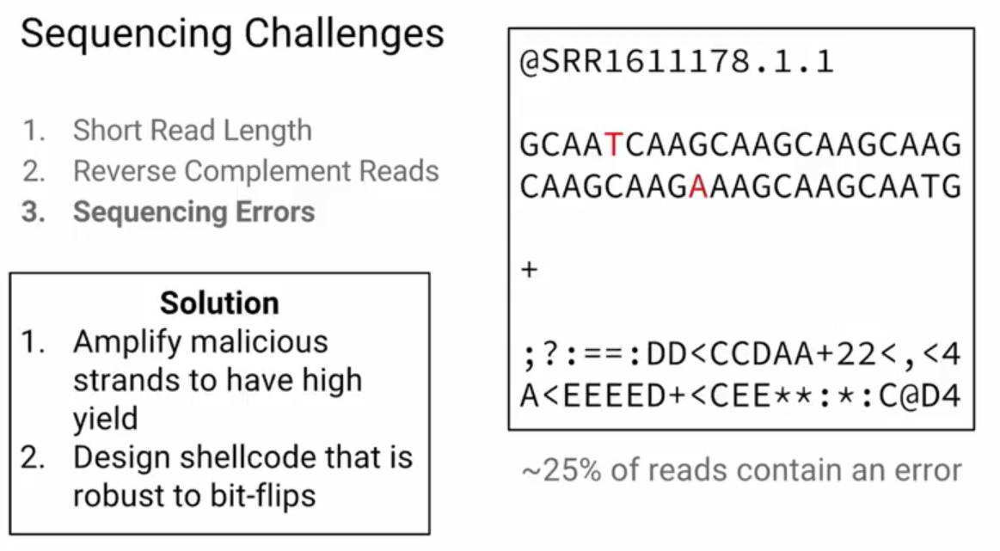 Sequencing Challenges
1. Short Read Length
2. Reverse Complement Reads
3. Sequencing Errors
Solution
1. Amplify malicious
strands to have high
yield
2. Design shellcode that is
robust to bit-flips
@SRR1611178.1.1
GCAATCAAGCAAGCAAGCAAG
CAAGCAAGAAAGCAAGCAATG
+
;?:==:DD<CCDAA+22<,<4
A<EEEED+<CEE**:*:C@D4
~25% of reads contain an error